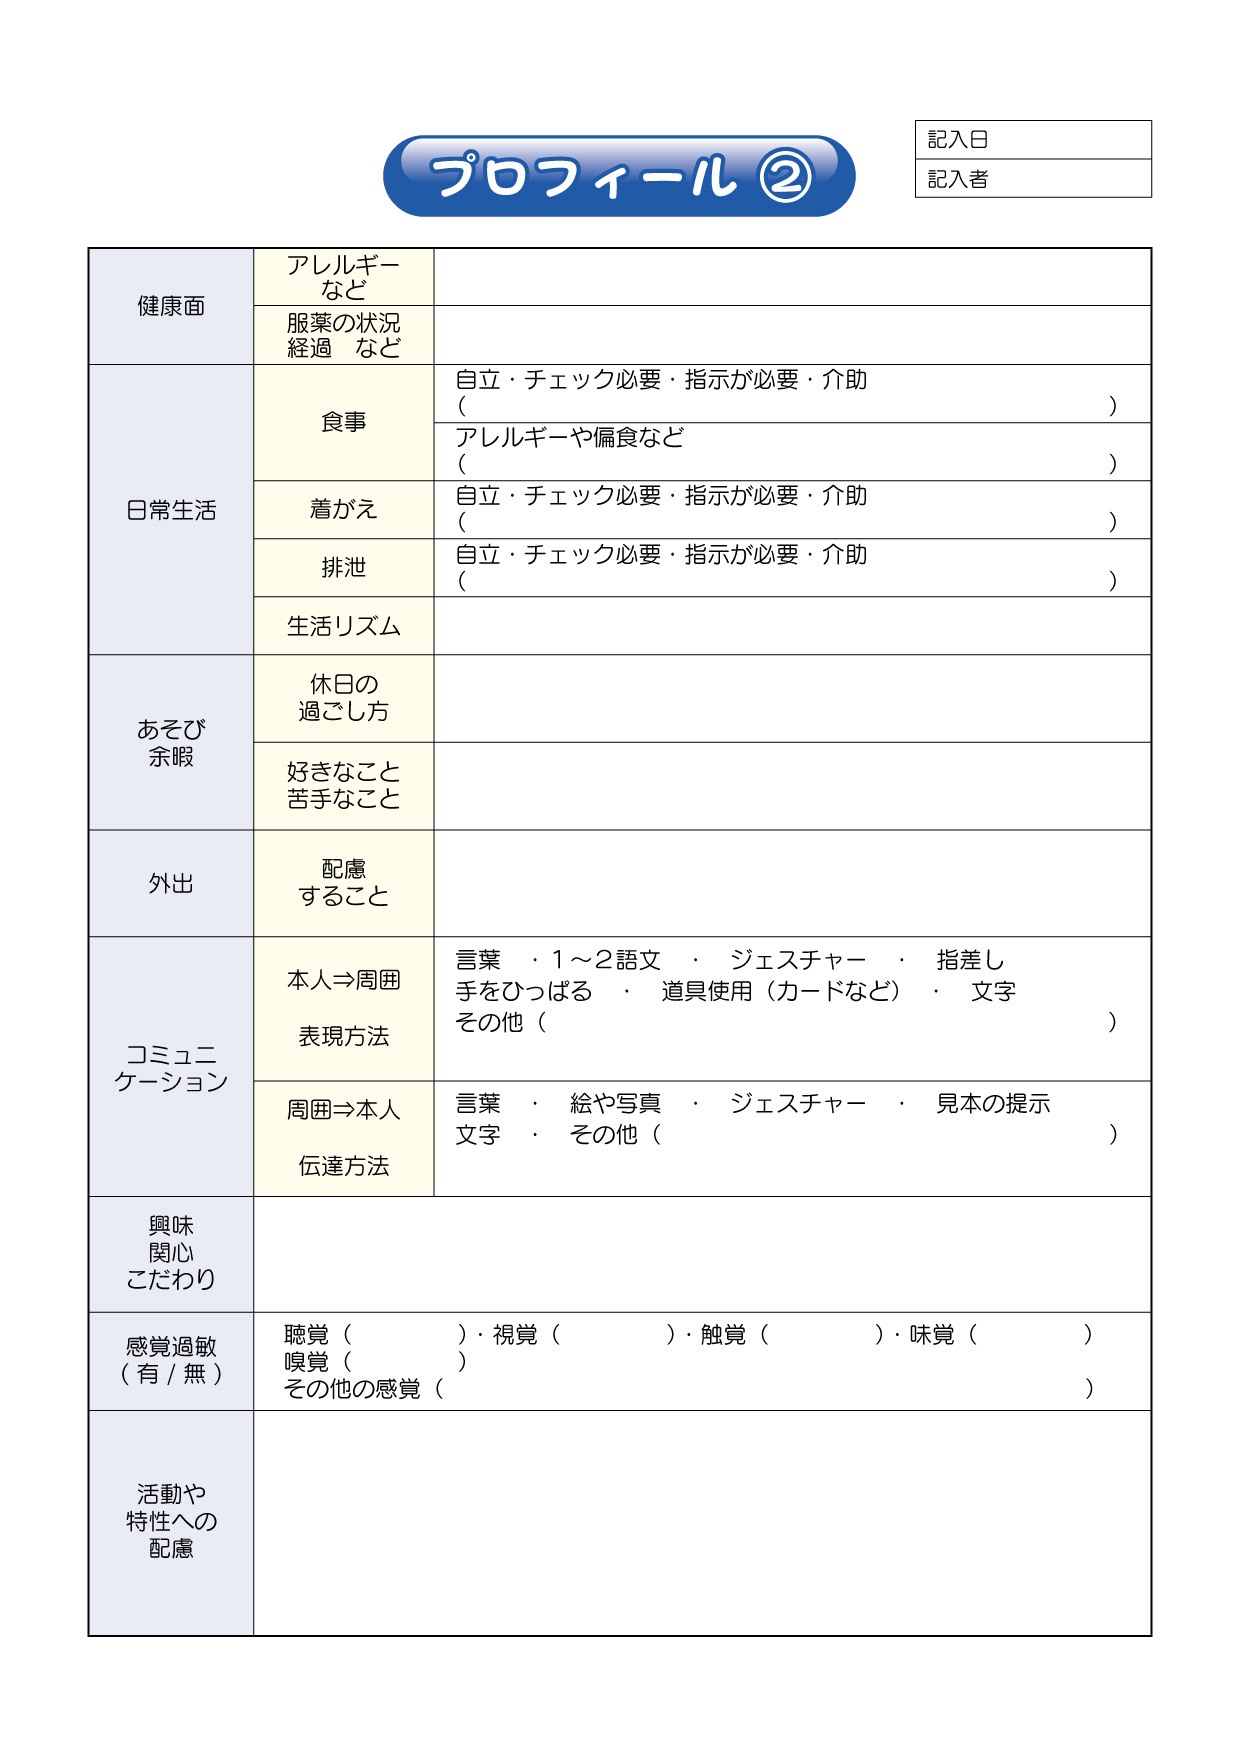 プロフィール ②
記入日
記入者
健康面
アレルギー
など
服薬の状況
経過　など
日常生活
食事
自立・チェック必要・指示が必要・介助
（　　　　　　　　　　　　　　　　　　　　　　　　　　　　）
アレルギーや偏食など
（　　　　　　　　　　　　　　　　　　　　　　　　　　　　）
着がえ
自立・チェック必要・指示が必要・介助
（　　　　　　　　　　　　　　　　　　　　　　　　　　　　）
排泄
自立・チェック必要・指示が必要・介助
（　　　　　　　　　　　　　　　　　　　　　　　　　　　　）
生活リズム
あそび
余暇
休日の
過ごし方
好きなこと
苦手なこと
外出
配慮
すること
コミュニ
ケーション
本人⇒周囲
表現方法
言葉　・１～２語文　・　ジェスチャー　・　指差し
手をひっぱる　・　道具使用（カードなど）　・　文字
その他（　　　　　　　　　　　　　　　　　　　　　　　　）
周囲⇒本人
伝達方法
言葉　・　絵や写真　・　ジェスチャー　・　見本の提示
文字　・　その他（　　　　　　　　　　　　　　　　　　　）
興味
関心
こだわり
感覚過敏
（ 有 / 無 ）
聴覚（　　　　　）・視覚（　　　　　）・触覚（　　　　　）・味覚（　　　　　）
嗅覚（　　　　　）
その他の感覚（　　　　　　　　　　　　　　　　　　　　　　　　　　　　）
活動や
特性への
配慮